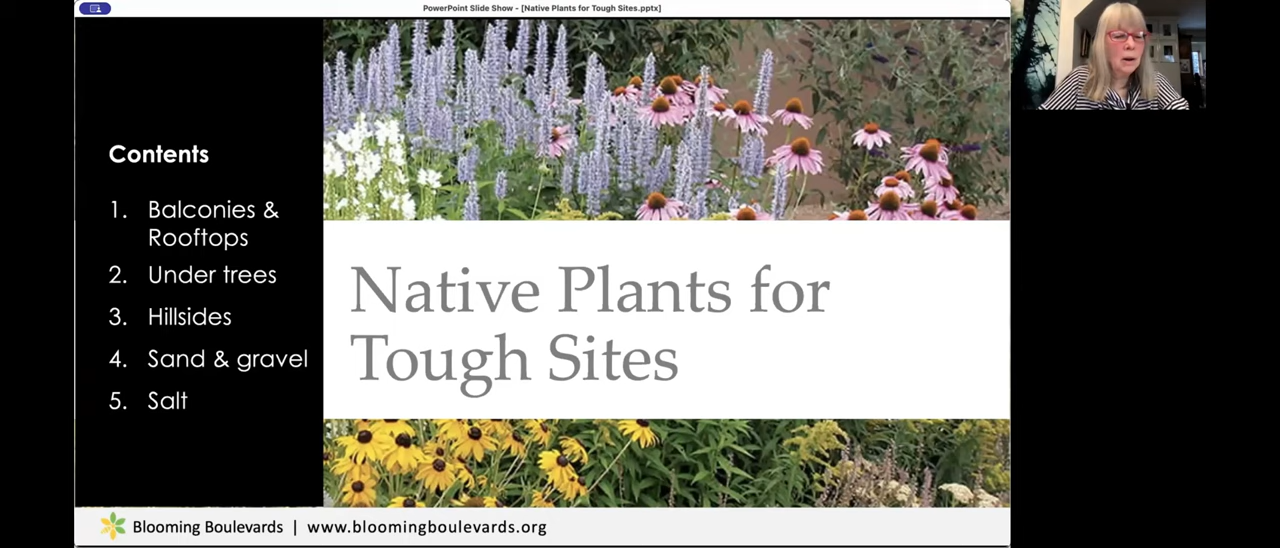 PowerPoint Slide Show - [Native Plants for Tough Sites.pptx]
Contents
1. Balconies &
Rooftops
2. Under trees
3. Hillsides
4. Sand & gravel
5. Salt
Native Plants for
Tough Sites
Blooming Boulevards | www.bloomingboulevards.org